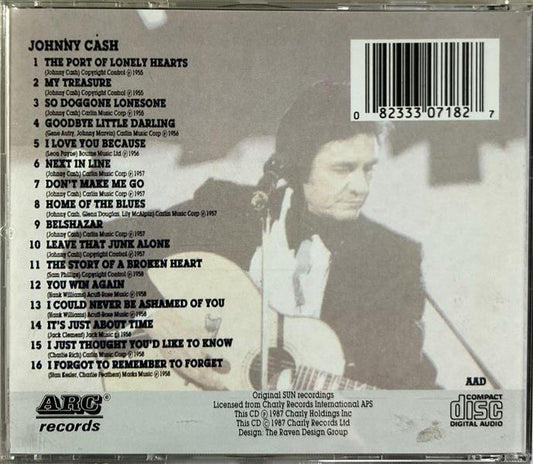 JOHNNY CASH
1 THE PORT OF LONELY HEARTS
(Johnny Cash) Copyright Control ℗ 1955
2 MY TREASURE
(Johnny Cash) Copyright Control ℗ 1955
3 SO DOGGONE LONESOME
(Johnny Cash) Carlin Music Corp ℗ 1956
4 GOODBYE LITTLE DARLING
(Gene Autry, Johnny Marvin) Carlin Music Corp ℗ 1956
5 I LOVE YOU BECAUSE
(Leon Payne) Bourne Music Ltd ℗ 1956
6 NEXT IN LINE
(Johnny Cash) Carlin Music Corp ℗ 1957
7 DON'T MAKE ME GO
(Johnny Cash) Carlin Music Corp ℗ 1957
8 HOME OF THE BLUES
(Johnny Cash, Glenn Douglas, Lily McAlpin) Carlin Music Corp ℗ 1957
9 BELSHAZAR
(Johnny Cash) Carlin Music Corp ℗ 1957
10 LEAVE THAT JUNK ALONE
(Johnny Cash) Carlin Music Corp ℗ 1957
11 THE STORY OF A BROKEN HEART
(Sam Phillips) Copyright Control ℗ 1958
12 YOU WIN AGAIN
(Hank Williams) Acuff-Rose Music ℗ 1958
13 I COULD NEVER BE ASHAMED OF YOU
(Hank Williams) Acuff-Rose Music ℗ 1958
14 IT'S JUST ABOUT TIME
(Jack Clement) Jack Music ℗ 1958
15 I JUST THOUGHT YOU'D LIKE TO KNOW
(Charlie Rich) Carlin Music Corp ℗ 1958
16 I FORGOT TO REMEMBER TO FORGET
(Stan Kesler, Charlie Feathers) Marks Music ℗ 1958
0 82333 07182 7
ARC
records
Original SUN recordings
Licensed from Charly Records International APS
This CD ℗ 1987 Charly Holdings Inc
This CD © 1987 Charly Records Ltd
Design: The Raven Design Group
AAD
COMPACT
disc
DIGITAL AUDIO